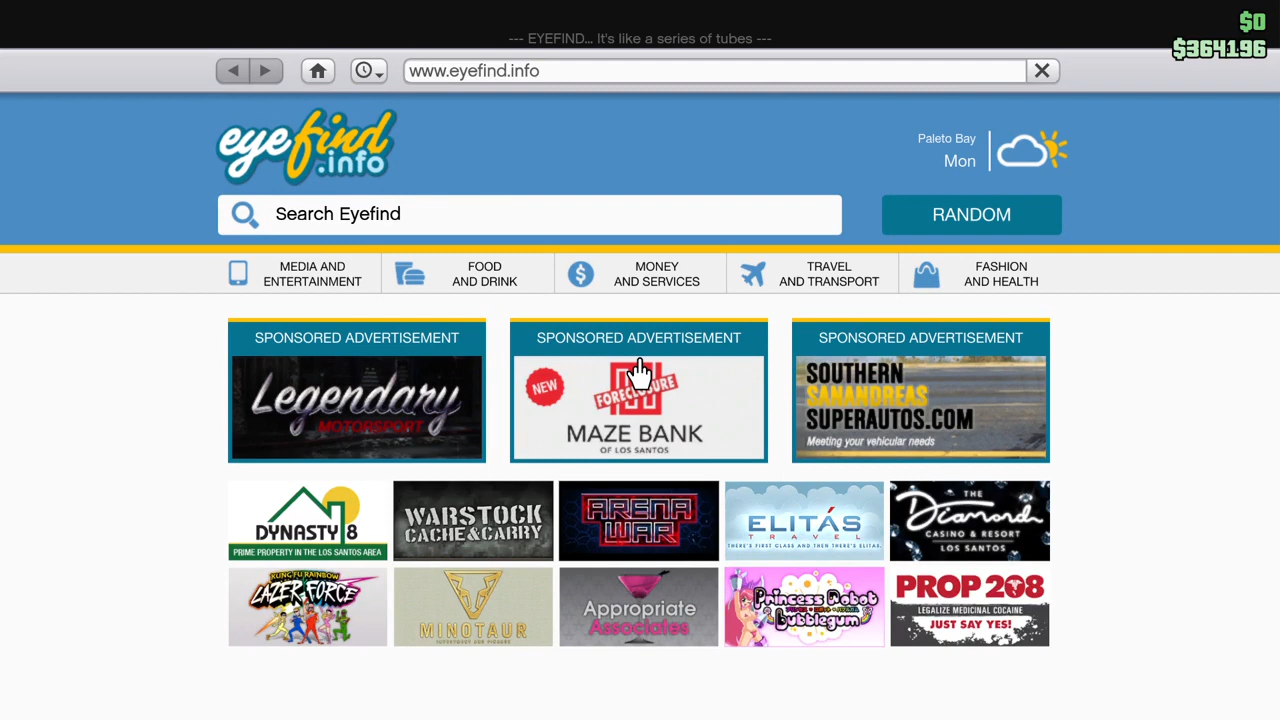 $0
$364196
--- EYEFIND... It's like a series of tubes ---
www.eyefind.info
eyefind
.info
Paleto Bay
Mon
Search Eyefind
RANDOM
MEDIA AND
ENTERTAINMENT
FOOD
AND DRINK
MONEY
AND SERVICES
TRAVEL
AND TRANSPORT
FASHION
AND HEALTH
SPONSORED ADVERTISEMENT
Legendary
MOTORSPORT
SPONSORED ADVERTISEMENT
NEW
FORECLOSURE
MAZE BANK
OF LOS SANTOS
SPONSORED ADVERTISEMENT
SOUTHERN
SANANDREAS
SUPERAUTOS.COM
Meeting your vehicular needs
DYNASTY 8
PRIME PROPERTY IN THE LOS SANTOS AREA
WARSTOCK
CACHE&CARRY
ARENA
WAR
ELITÁS
TRAVEL
THERE'S FIRST CLASS AND THEN THERE'S ELITAS.
THE
Diamond
CASINO & RESORT
LOS SANTOS
KUNG FU RAINBOW
LAZER FORCE
MINOTAUR
Appropriate
Associates
Princess Robot
Bubblegum
PROP 208
LEGALIZE MEDICINAL COCAINE
JUST SAY YES!